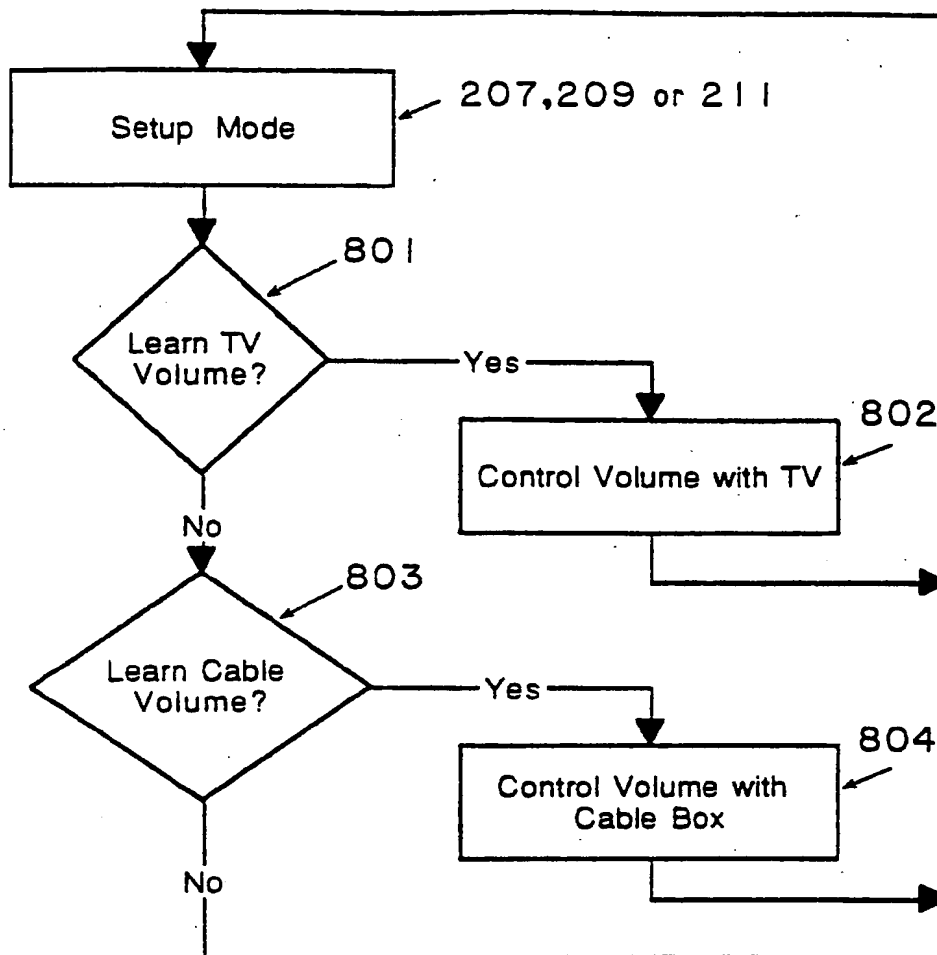 Setup Mode
207,209 or 211
801
Learn TV
Volume?
Yes
802
Control Volume with TV
No
803
Learn Cable
Volume?
Yes
804
Control Volume with
Cable Box
No